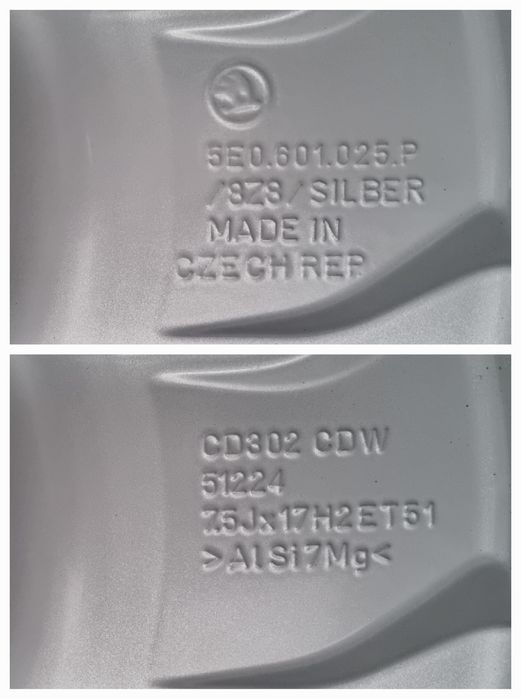 5E0.601.025.P
/8Z8/SILBER
MADE IN
CZECH REP.
CD302 CDW
51224
7.5Jx17H2ET51
>AlSi7Mg<